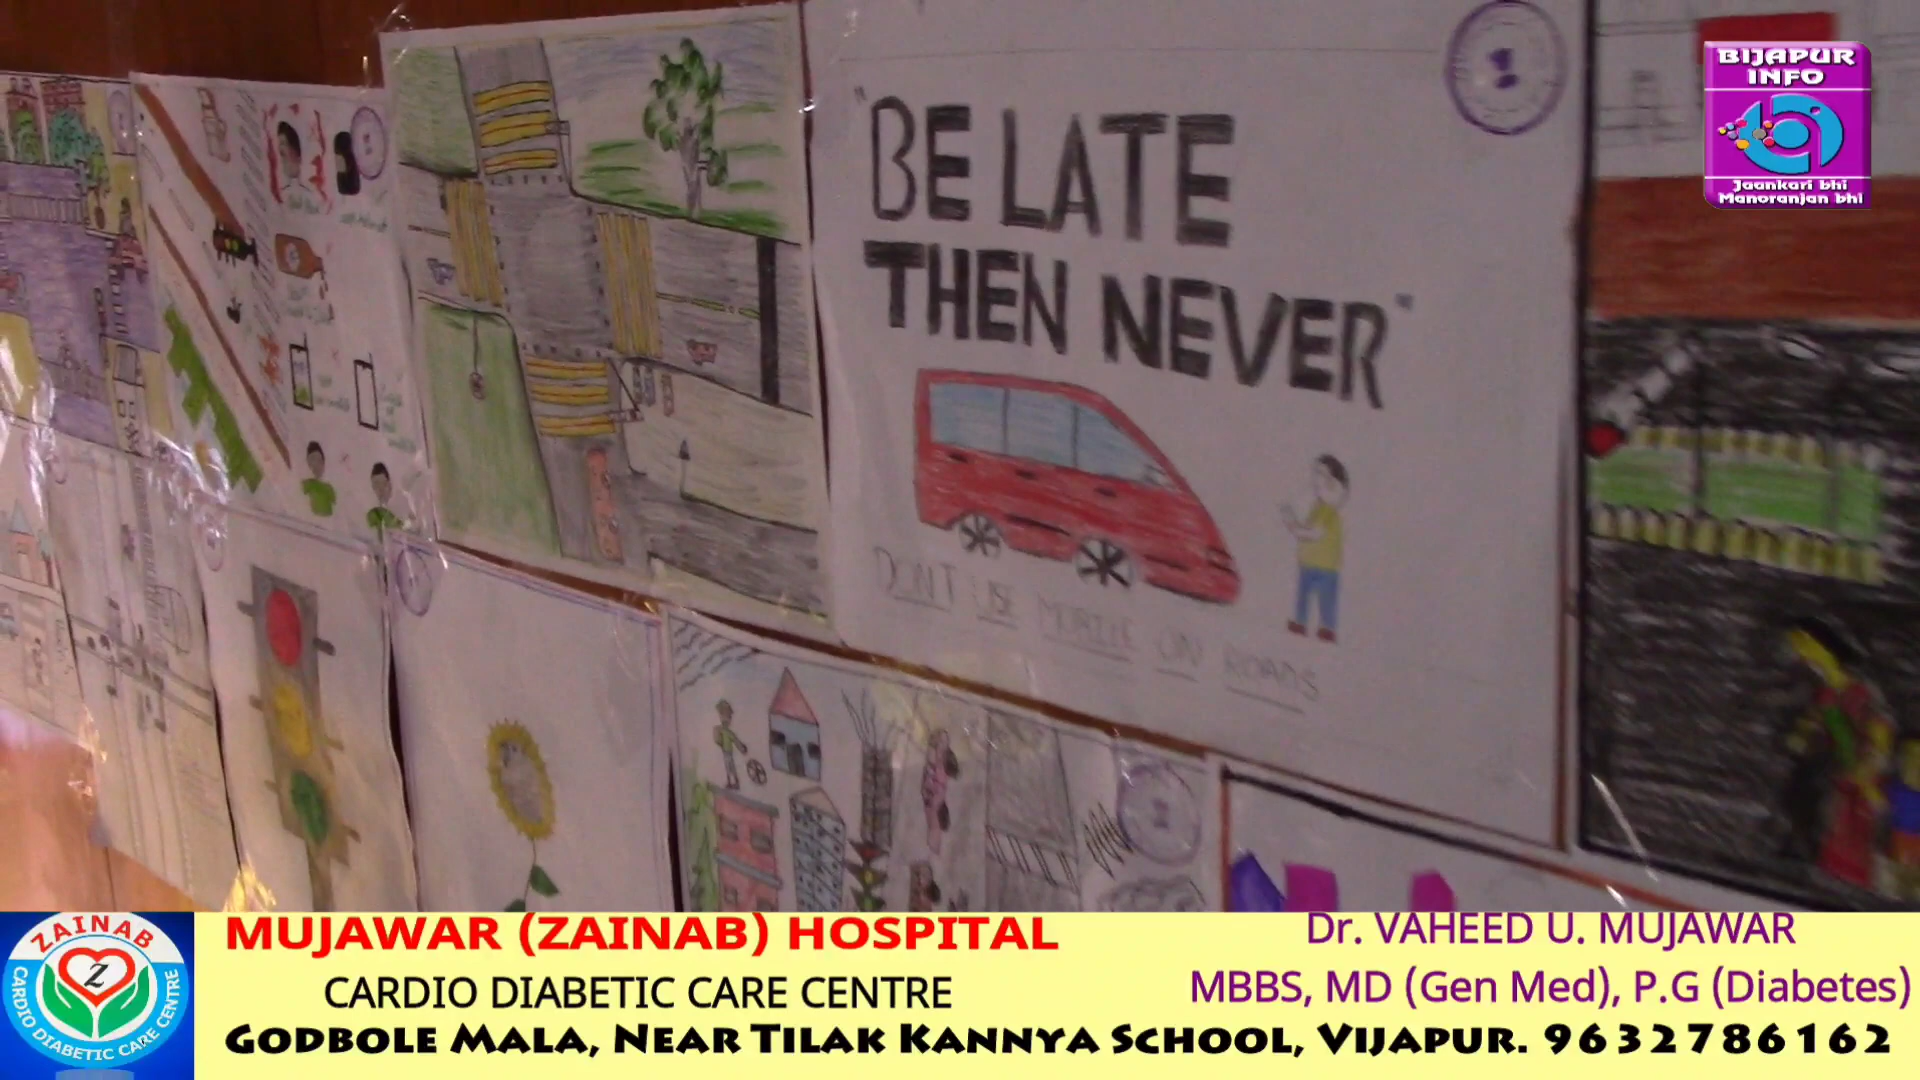 BIJAPUR
INFO
Jaankari bhi
Manoranjan bhi
"BE LATE
THEN NEVER"
DON'T USE MOBILE ON ROADS
ZAINAB
Z
CARDIO DIABETIC CARE CENTRE
MUJAWAR (ZAINAB) HOSPITAL
CARDIO DIABETIC CARE CENTRE
Dr. VAHEED U. MUJAWAR
MBBS, MD (Gen Med), P.G (Diabetes)
GODBOLE MALA, NEAR TILAK KANNYA SCHOOL, VIJAPUR. 9632786162